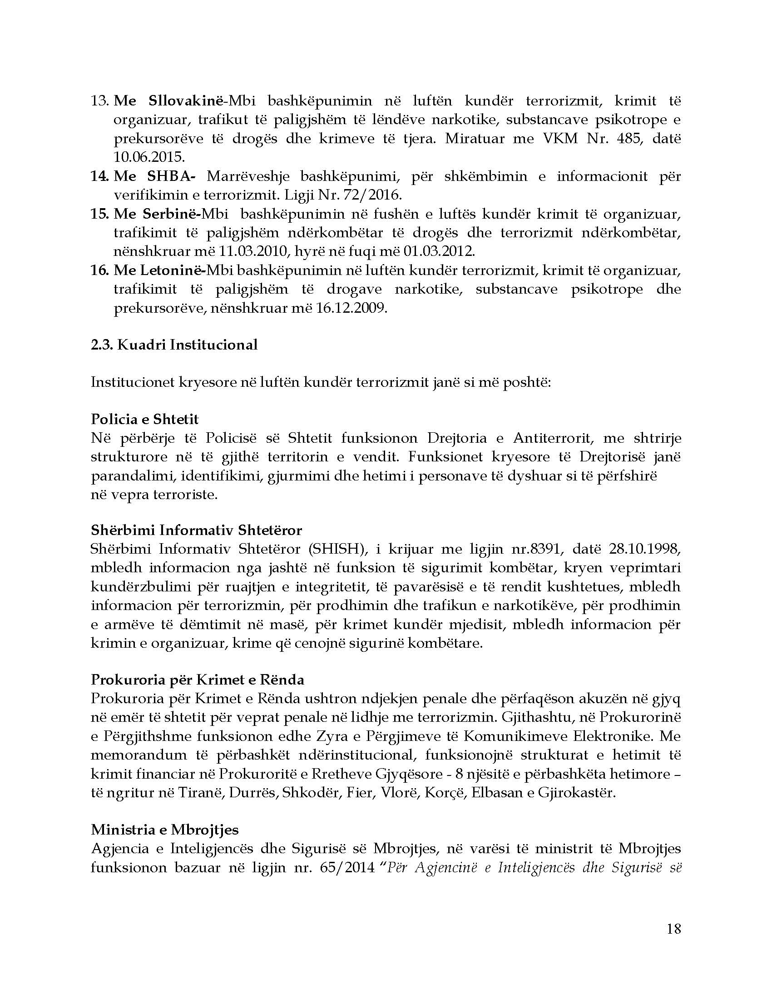 13. Me Sllovakinë-Mbi bashkëpunimin në luftën kundër terrorizmit, krimit të
organizuar, trafikut të paligjshëm të lëndëve narkotike, substancave psikotrope e
prekursorëve të drogës dhe krimeve të tjera. Miratuar me VKM Nr. 485, datë
10.06.2015.
14. Me SHBA- Marrëveshje bashkëpunimi, për shkëmbimin e informacionit për
verifikimin e terrorizmit. Ligji Nr. 72/2016.
15. Me Serbinë-Mbi bashkëpunimin në fushën e luftës kundër krimit të organizuar,
trafikimit të paligjshëm ndërkombëtar të drogës dhe terrorizmit ndërkombëtar,
nënshkruar më 11.03.2010, hyrë në fuqi më 01.03.2012.
16. Me Letoninë-Mbi bashkëpunimin në luftën kundër terrorizmit, krimit të organizuar,
trafikimit të paligjshëm të drogave narkotike, substancave psikotrope dhe
prekursorëve, nënshkruar më 16.12.2009.
2.3. Kuadri Institucional
Institucionet kryesore në luftën kundër terrorizmit janë si më poshtë:
Policia e Shtetit
Në përbërje të Policisë së Shtetit funksionon Drejtoria e Antiterrorit, me shtrirje
strukturore në të gjithë territorin e vendit. Funksionet kryesore të Drejtorisë janë
parandalimi, identifikimi, gjurmimi dhe hetimi i personave të dyshuar si të përfshirë
në vepra terroriste.
Shërbimi Informativ Shtetëror
Shërbimi Informativ Shtetëror (SHISH), i krijuar me ligjin nr.8391, datë 28.10.1998,
mbledh informacion nga jashtë në funksion të sigurimit kombëtar, kryen veprimtari
kundërzbulimi për ruajtjen e integritetit, të pavarësisë e të rendit kushtetues, mbledh
informacion për terrorizmin, për prodhimin dhe trafikun e narkotikëve, për prodhimin
e armëve të dëmtimit në masë, për krimet kundër mjedisit, mbledh informacion për
krimin e organizuar, krime që cenojnë sigurinë kombëtare.
Prokuroria për Krimet e Rënda
Prokuroria për Krimet e Rënda ushtron ndjekjen penale dhe përfaqëson akuzën në gjyq
në emër të shtetit për veprat penale në lidhje me terrorizmin. Gjithashtu, në Prokurorinë
e Përgjithshme funksionon edhe Zyra e Përgjimeve të Komunikimeve Elektronike. Me
memorandum të përbashkët ndërinstitucional, funksionojnë strukturat e hetimit të
krimit financiar në Prokuroritë e Rretheve Gjyqësore - 8 njësitë e përbashkëta hetimore –
të ngritur në Tiranë, Durrës, Shkodër, Fier, Vlorë, Korçë, Elbasan e Gjirokastër.
Ministria e Mbrojtjes
Agjencia e Inteligjencës dhe Sigurisë së Mbrojtjes, në varësi të ministrit të Mbrojtjes
funksionon bazuar në ligjin nr. 65/2014 “Për Agjencinë e Inteligjencës dhe Sigurisë së
18